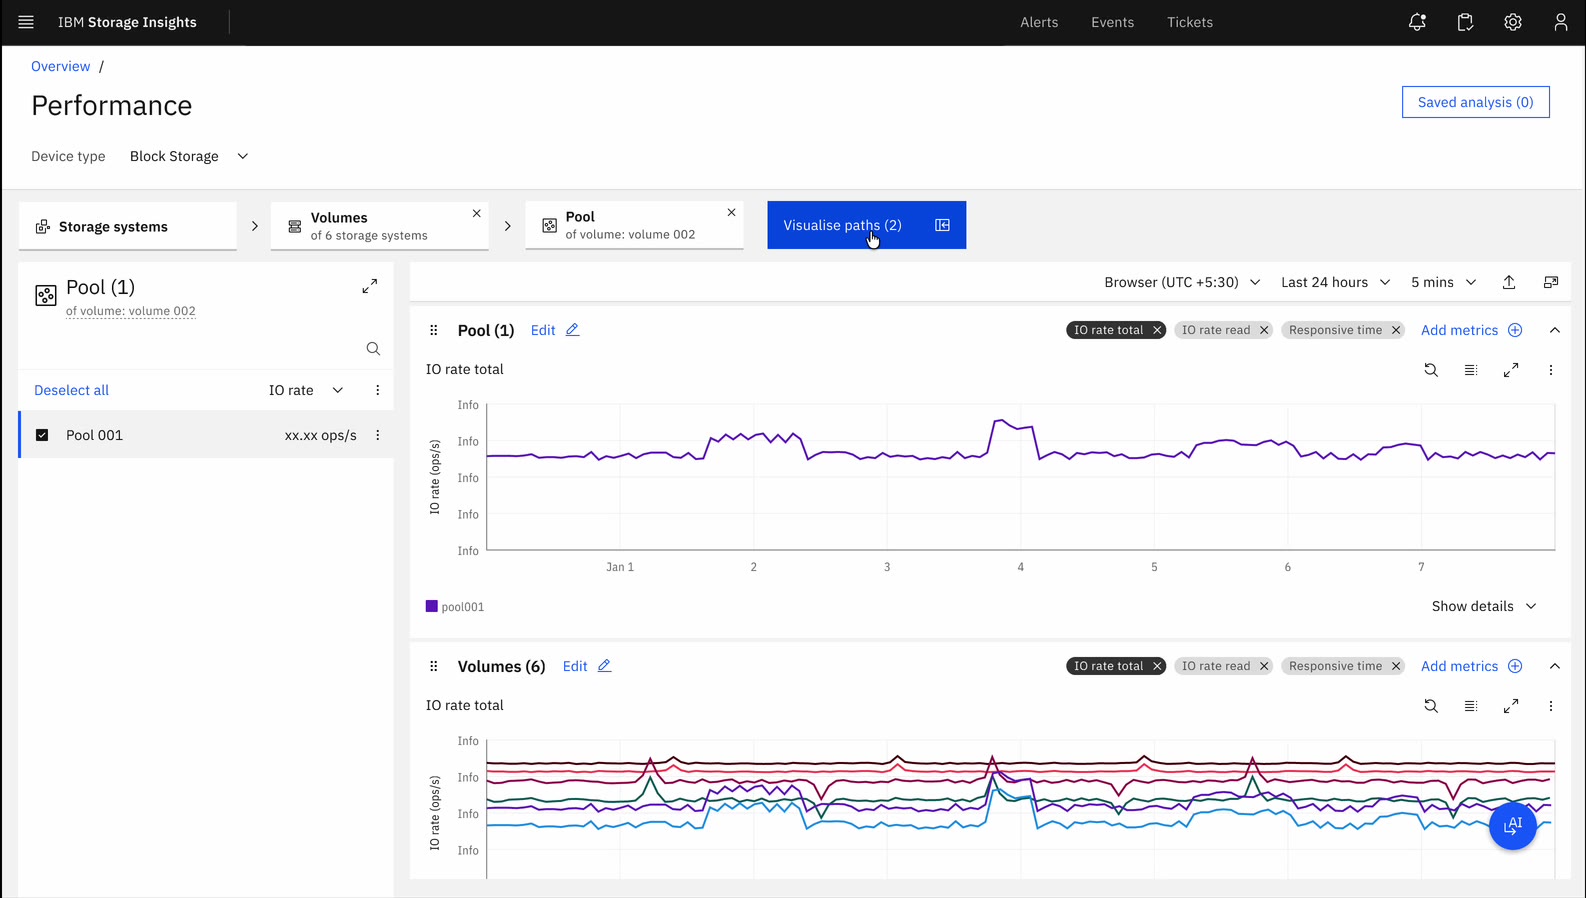 IBM Storage Insights
Alerts
Events
Tickets
Overview /
Performance
Saved analysis (0)
Device type
Block Storage
Storage systems
Volumes
of 6 storage systems
Pool
of volume: volume 002
Visualise paths (2)
Pool (1)
of volume: volume 002
Deselect all
IO rate
Pool 001
xx.xx ops/s
Browser (UTC +5:30)
Last 24 hours
5 mins
Pool (1)
Edit
IO rate total
IO rate read
Responsive time
Add metrics
IO rate total
IO rate (ops/s)
Info
Info
Info
Info
Info
Jan 1
2
3
4
5
6
7
pool001
Show details
Volumes (6)
Edit
IO rate total
IO rate read
Responsive time
Add metrics
IO rate total
IO rate (ops/s)
Info
Info
Info
Info
AI